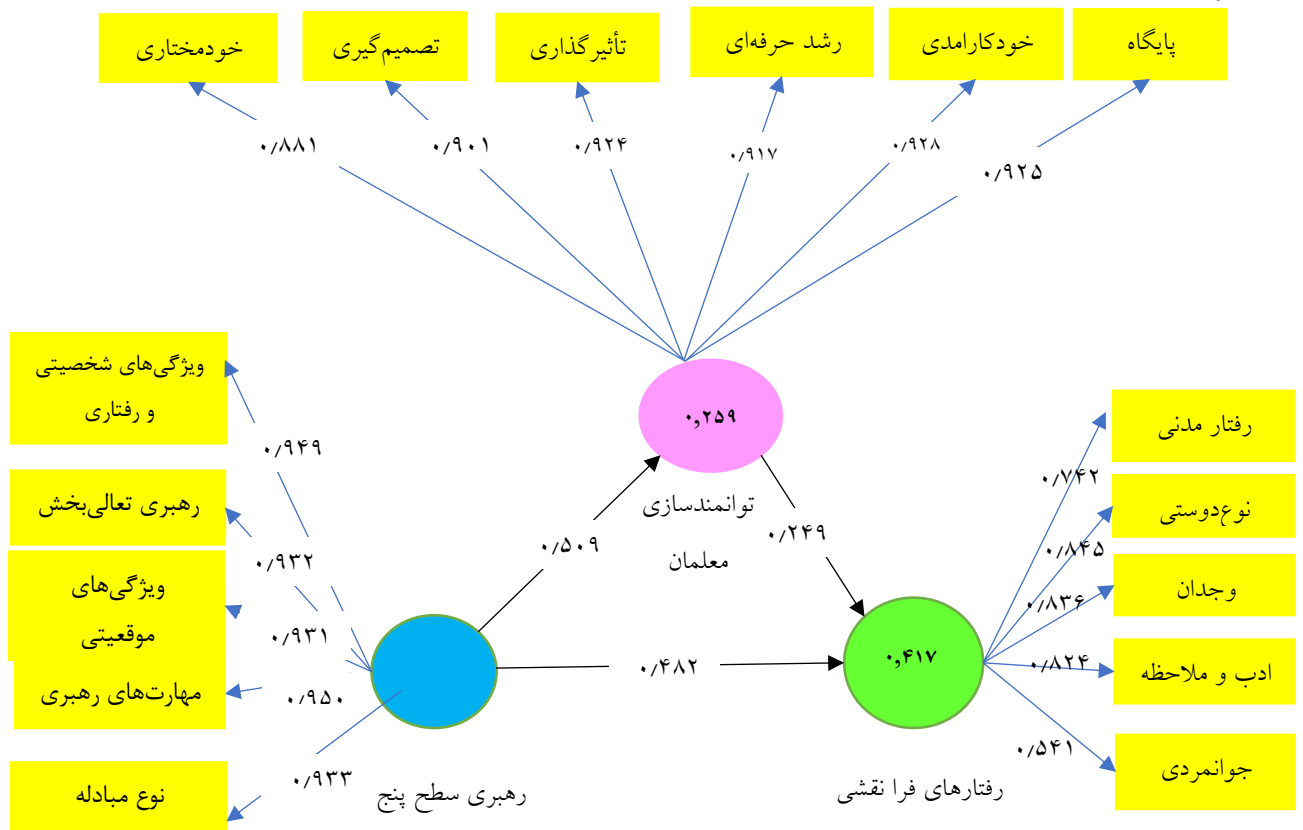 پایگاه
خودکارامدی
رشد حرفه‌ای
تأثیرگذاری
تصمیم‌گیری
خودمختاری
۰/۹۲۵
۰/۹۲۸
۰/۹۱۷
۰/۹۲۴
۰/۹۰۱
۰/۸۸۱
۰,۲۵۹
توانمندسازی
معلمان
رفتار مدنی
نوع‌دوستی
وجدان
ادب و ملاحظه
جوانمردی
۰/۷۴۲
۰/۸۴۵
۰/۸۳۶
۰/۸۲۴
۰/۵۴۱
۰,۴۱۷
رفتارهای فرا نقشی
۰/۲۴۹
۰/۵۰۹
۰/۴۸۲
رهبری سطح پنج
۰/۹۴۹
۰/۹۳۲
۰/۹۳۱
۰/۹۵۰
۰/۹۳۳
ویژگی‌های شخصیتی
و رفتاری
رهبری تعالی‌بخش
ویژگی‌های
موقعیتی
مهارت‌های رهبری
نوع مبادله